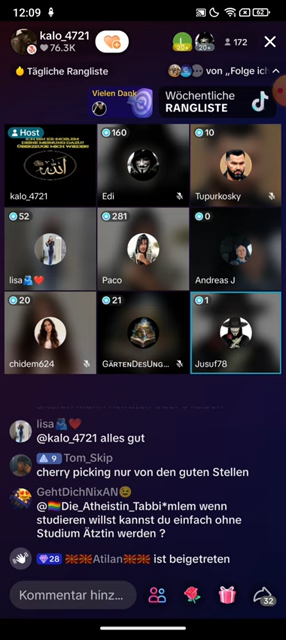 12:09
62
kalo_4721
76.3K
20+
20+
172
Tägliche Rangliste
von „Folge ich
Vielen Dank
Wöchentliche
RANGLISTE
Host
الله
kalo_4721
160
Edi
10
Tupurkosky
52
lisa
281
Paco
0
Andreas J
20
chidem624
21
GÄRTENDESUNG...
1
Jusuf78
lisa
@kalo_4721 alles gut
9 Tom_Skip
cherry picking nur von den guten Stellen
GehtDichNixAN😉
@🏳️‍🌈Die_Atheistin_Tabbi*mlem wenn
studieren willst kannst du einfach ohne
Studium Ätztin werden ?
28 Atilan ist beigetreten
Kommentar hinz...
32